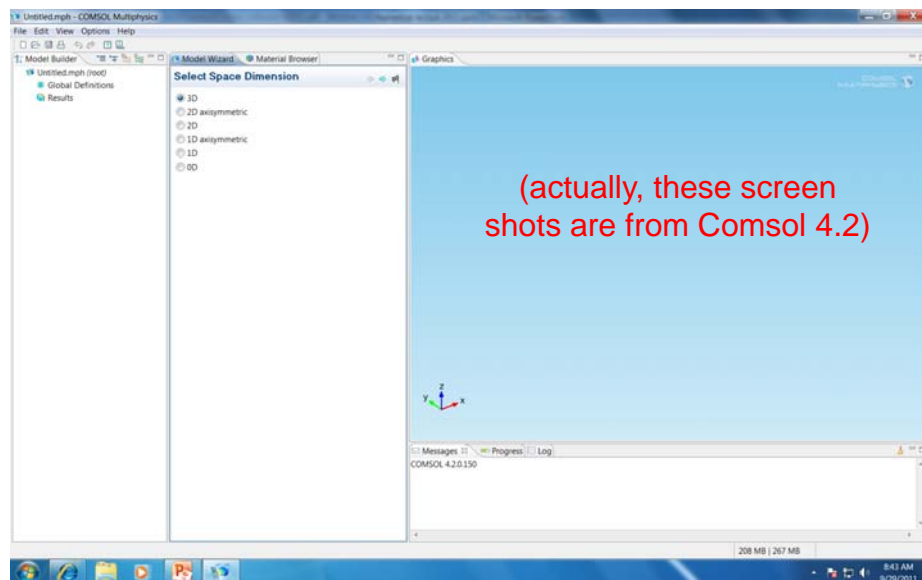 Untitled.mph - COMSOL Multiphysics
File Edit View Options Help
Model Builder
Untitled.mph (root)
Global Definitions
Results
Model Wizard
Material Browser
Select Space Dimension
3D
2D axisymmetric
2D
1D axisymmetric
1D
0D
Graphics
(actually, these screen
shots are from Comsol 4.2)
z
y
x
Messages
Progress
Log
COMSOL 4.2.0.150
208 MB | 267 MB
8:43 AM